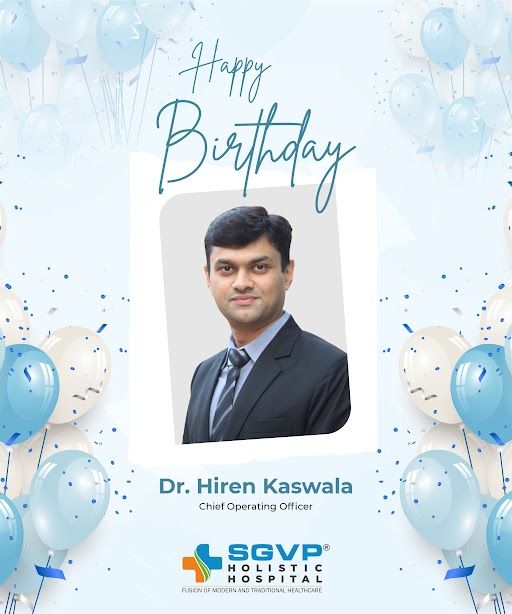 Happy
Birthday
Dr. Hiren Kaswala
Chief Operating Officer
SGVP®
HOLISTIC
HOSPITAL
FUSION OF MODERN AND TRADITIONAL HEALTHCARE